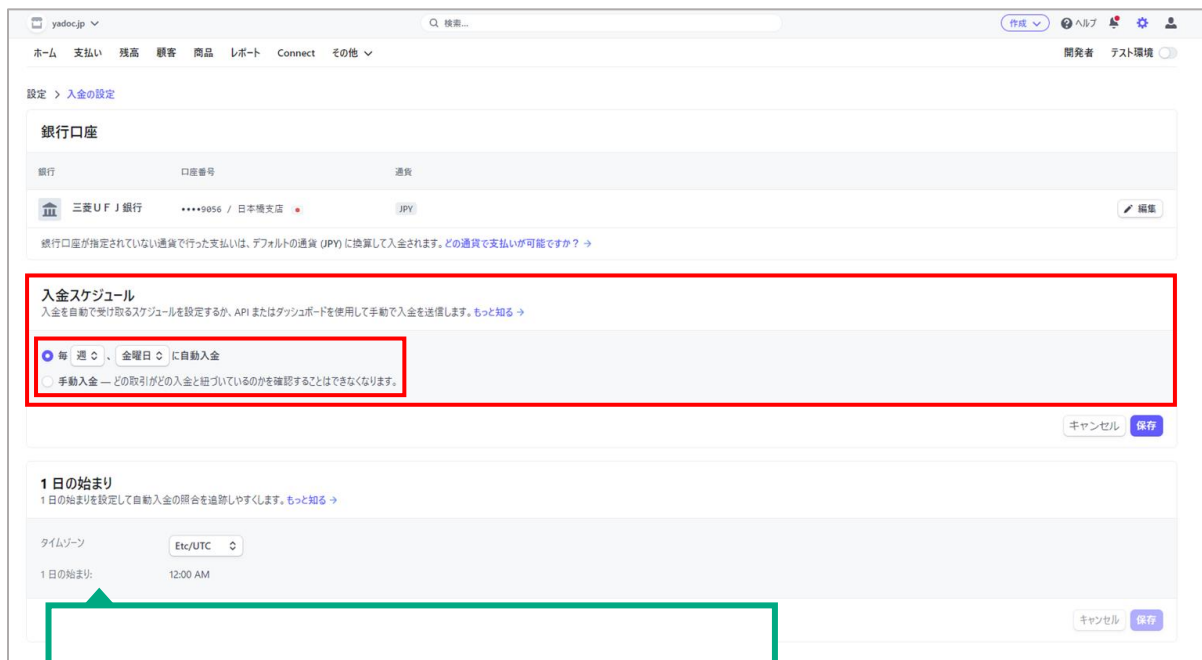 yadoc.jp
検索...
作成
ヘルプ
ホーム 支払い 残高 顧客 商品 レポート Connect その他
開発者 テスト環境
設定 > 入金の設定
銀行口座
銀行 口座番号 通貨
三菱UFJ銀行 ••••9056 / 日本橋支店 JPY 編集
銀行口座が指定されていない通貨で行った支払いは、デフォルトの通貨 (JPY) に換算して入金されます。どの通貨で支払いが可能ですか? →
入金スケジュール
入金を自動で受け取るスケジュールを設定するか、API またはダッシュボードを使用して手動で入金を送信します。もっと知る →
毎 週 、 金曜日 に自動入金
手動入金 — どの取引がどの入金と紐づいているのかを確認することはできなくなります。
キャンセル 保存
1 日の始まり
1 日の始まりを設定して自動入金の照合を追跡しやすくします。もっと知る →
タイムゾーン Etc/UTC
1 日の始まり: 12:00 AM
キャンセル 保存